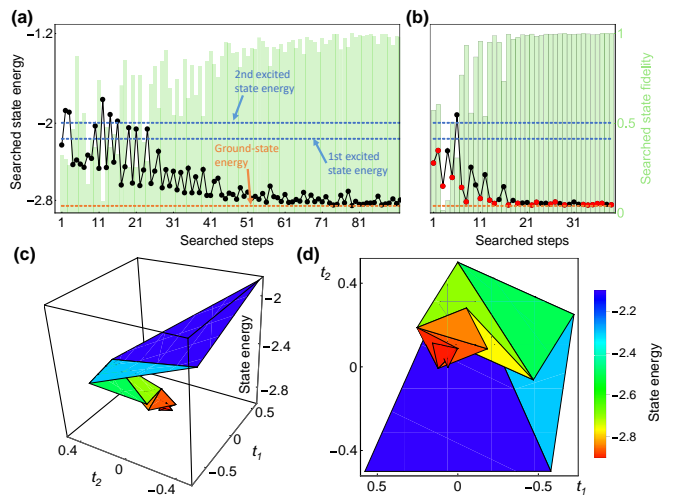 (a)
(b)
−1.2
−2
−2.8
Searched state energy
2nd excited
state energy
Ground-state
energy
1st excited
state energy
1
11
21
31
41
51
61
71
81
Searched steps
1
11
21
31
Searched steps
1
0.5
0
Searched state fidelity
(c)
−2
−2.4
−2.8
State energy
0.5
0
−0.5
t1
0.4
0
−0.4
t2
(d)
t2
0.4
0
−0.4
0.5
0
−0.5
t1
−2.2
−2.4
−2.6
−2.8
State energy